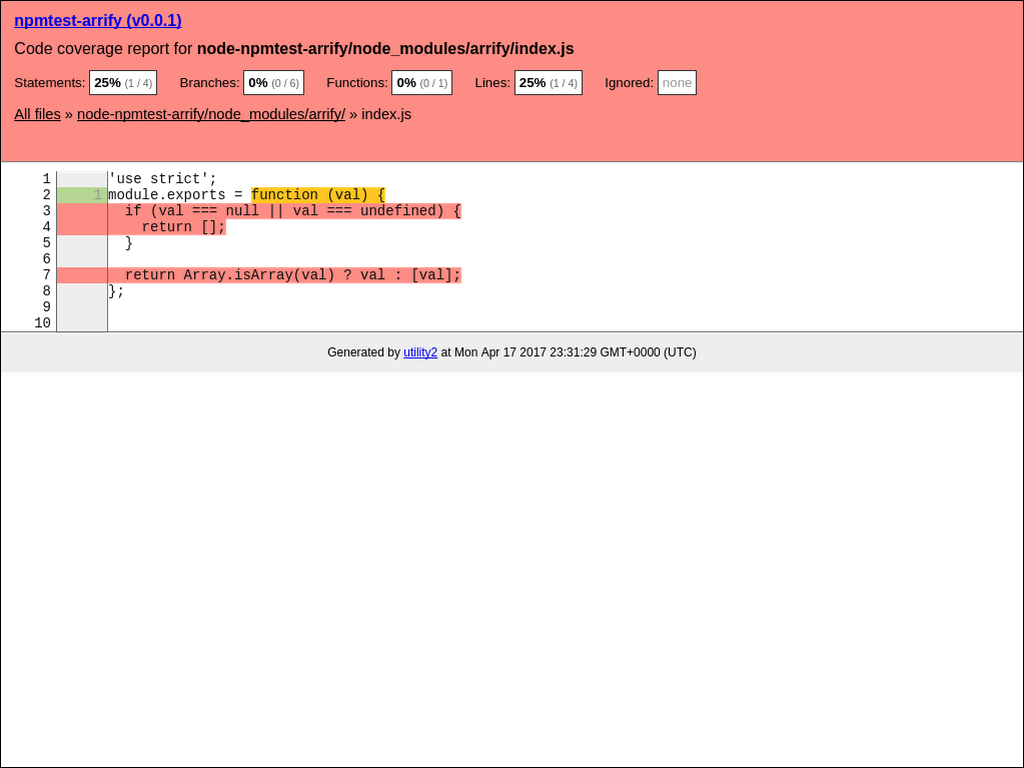 npmtest-arrify (v0.0.1)
Code coverage report for node-npmtest-arrify/node_modules/arrify/index.js
Statements: 25% (1 / 4) Branches: 0% (0 / 6) Functions: 0% (0 / 1) Lines: 25% (1 / 4) Ignored: none
All files » node-npmtest-arrify/node_modules/arrify/ » index.js
1 'use strict';
2 1 module.exports = function (val) {
3 if (val === null || val === undefined) {
4 return [];
5 }
6
7 return Array.isArray(val) ? val : [val];
8 };
9
10
Generated by utility2 at Mon Apr 17 2017 23:31:29 GMT+0000 (UTC)